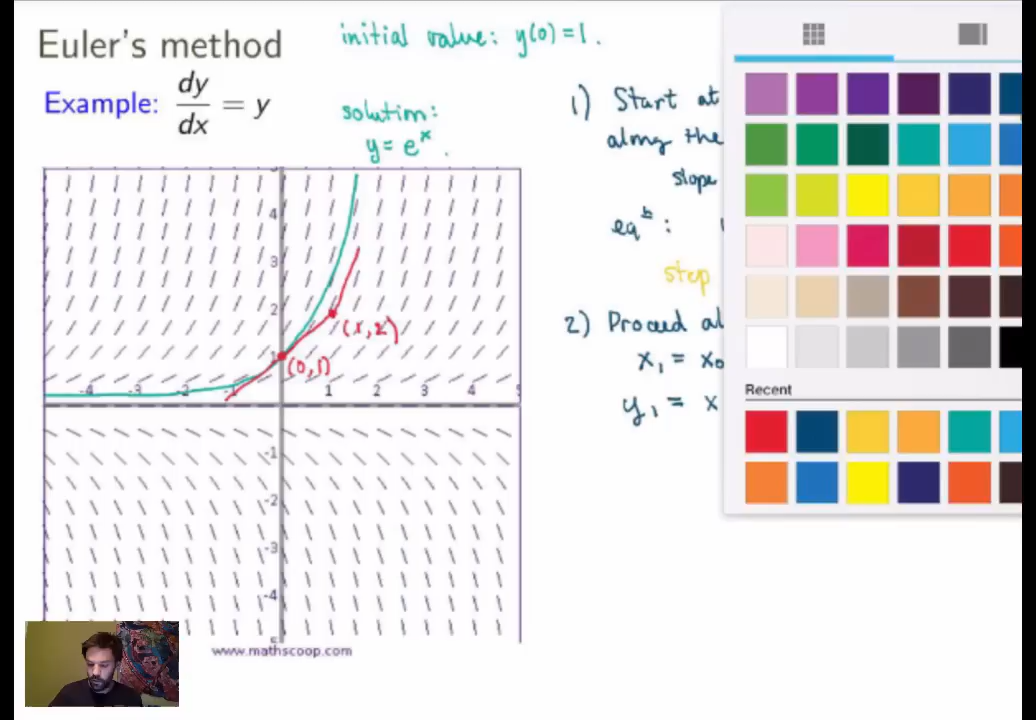 Euler's method
initial value: y(0) = 1.
Example: dy/dx = y
solution:
y = e^x.
1) Start at
along the
slope
eq^n:
step
2) Proceed al
x₁ = x₀
y₁ = x
4
3
2
1
-4 -3 -2 -1 1 2 3 4 5
-1
-2
-3
-4
(1,2)
(0,1)
www.mathscoop.com
Recent